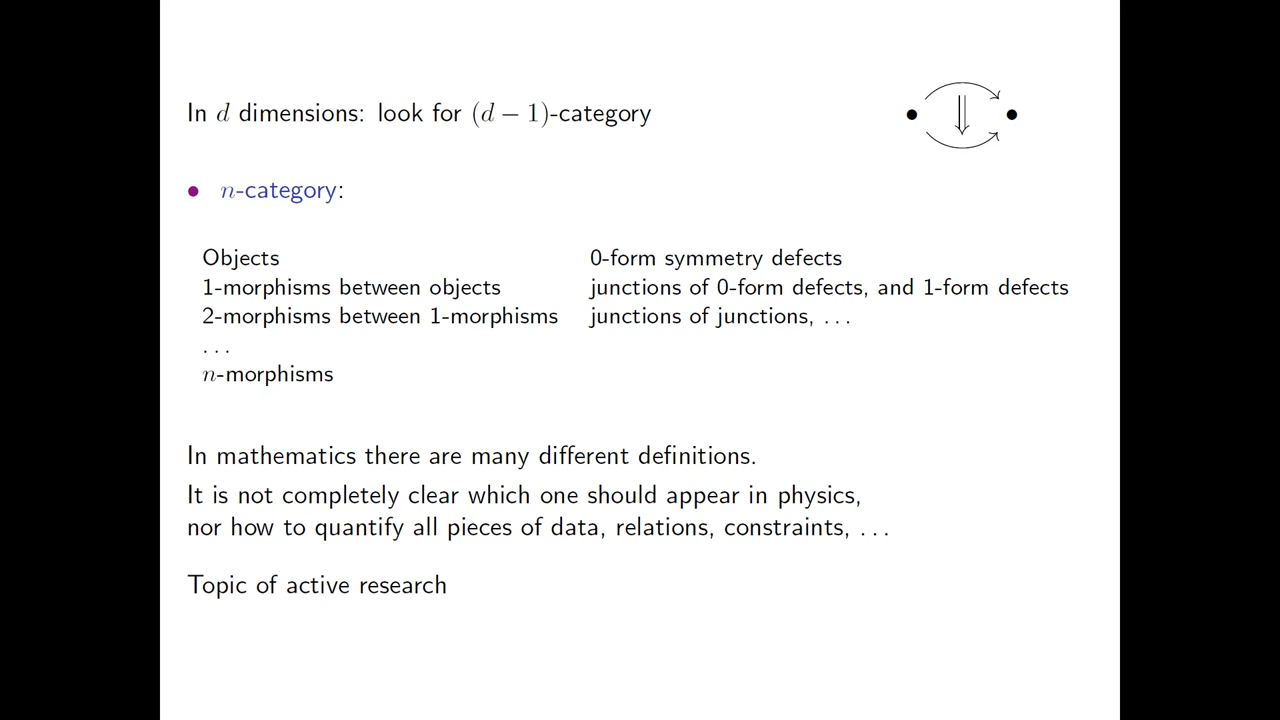 In d dimensions: look for (d − 1)-category
• n-category:
Objects 0-form symmetry defects
1-morphisms between objects junctions of 0-form defects, and 1-form defects
2-morphisms between 1-morphisms junctions of junctions, ...
...
n-morphisms
In mathematics there are many different definitions.
It is not completely clear which one should appear in physics,
nor how to quantify all pieces of data, relations, constraints, ...
Topic of active research